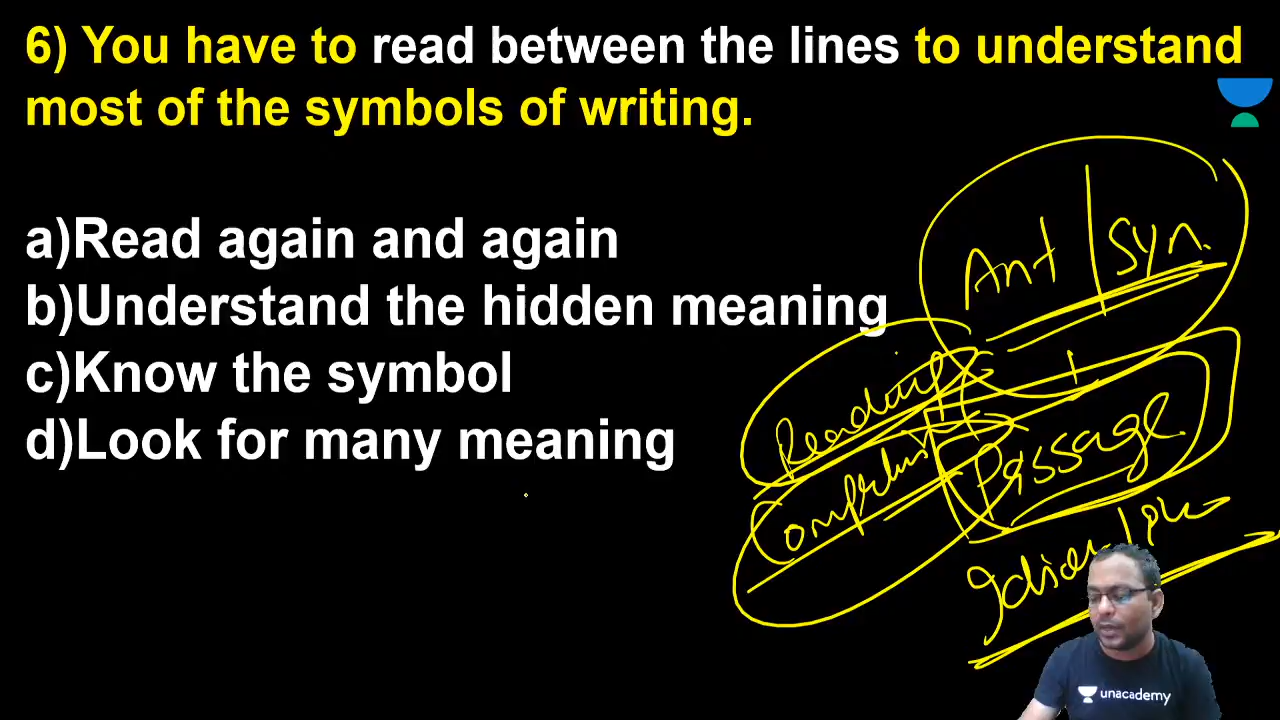 6) You have to read between the lines to understand
most of the symbols of writing.
a)Read again and again
b)Understand the hidden meaning
c)Know the symbol
d)Look for many meaning
Ant | Syn.
Reading
Passage
unacademy